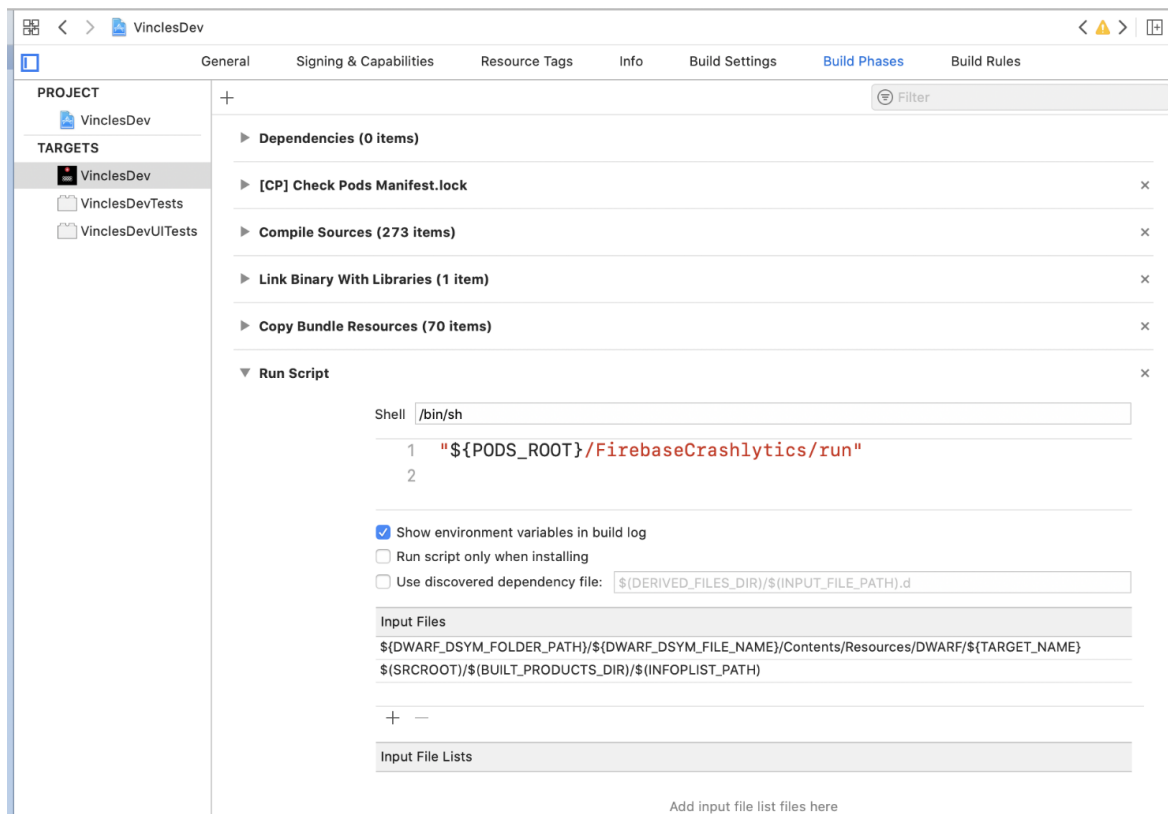 VinclesDev
General Signing & Capabilities Resource Tags Info Build Settings Build Phases Build Rules
PROJECT
VinclesDev
TARGETS
VinclesDev
VinclesDevTests
VinclesDevUITests
Filter
Dependencies (0 items)
[CP] Check Pods Manifest.lock
Compile Sources (273 items)
Link Binary With Libraries (1 item)
Copy Bundle Resources (70 items)
Run Script
Shell /bin/sh
1 "${PODS_ROOT}/FirebaseCrashlytics/run"
2
Show environment variables in build log
Run script only when installing
Use discovered dependency file: $(DERIVED_FILES_DIR)/$(INPUT_FILE_PATH).d
Input Files
${DWARF_DSYM_FOLDER_PATH}/${DWARF_DSYM_FILE_NAME}/Contents/Resources/DWARF/${TARGET_NAME}
$(SRCROOT)/$(BUILT_PRODUCTS_DIR)/$(INFOPLIST_PATH)
Input File Lists
Add input file list files here